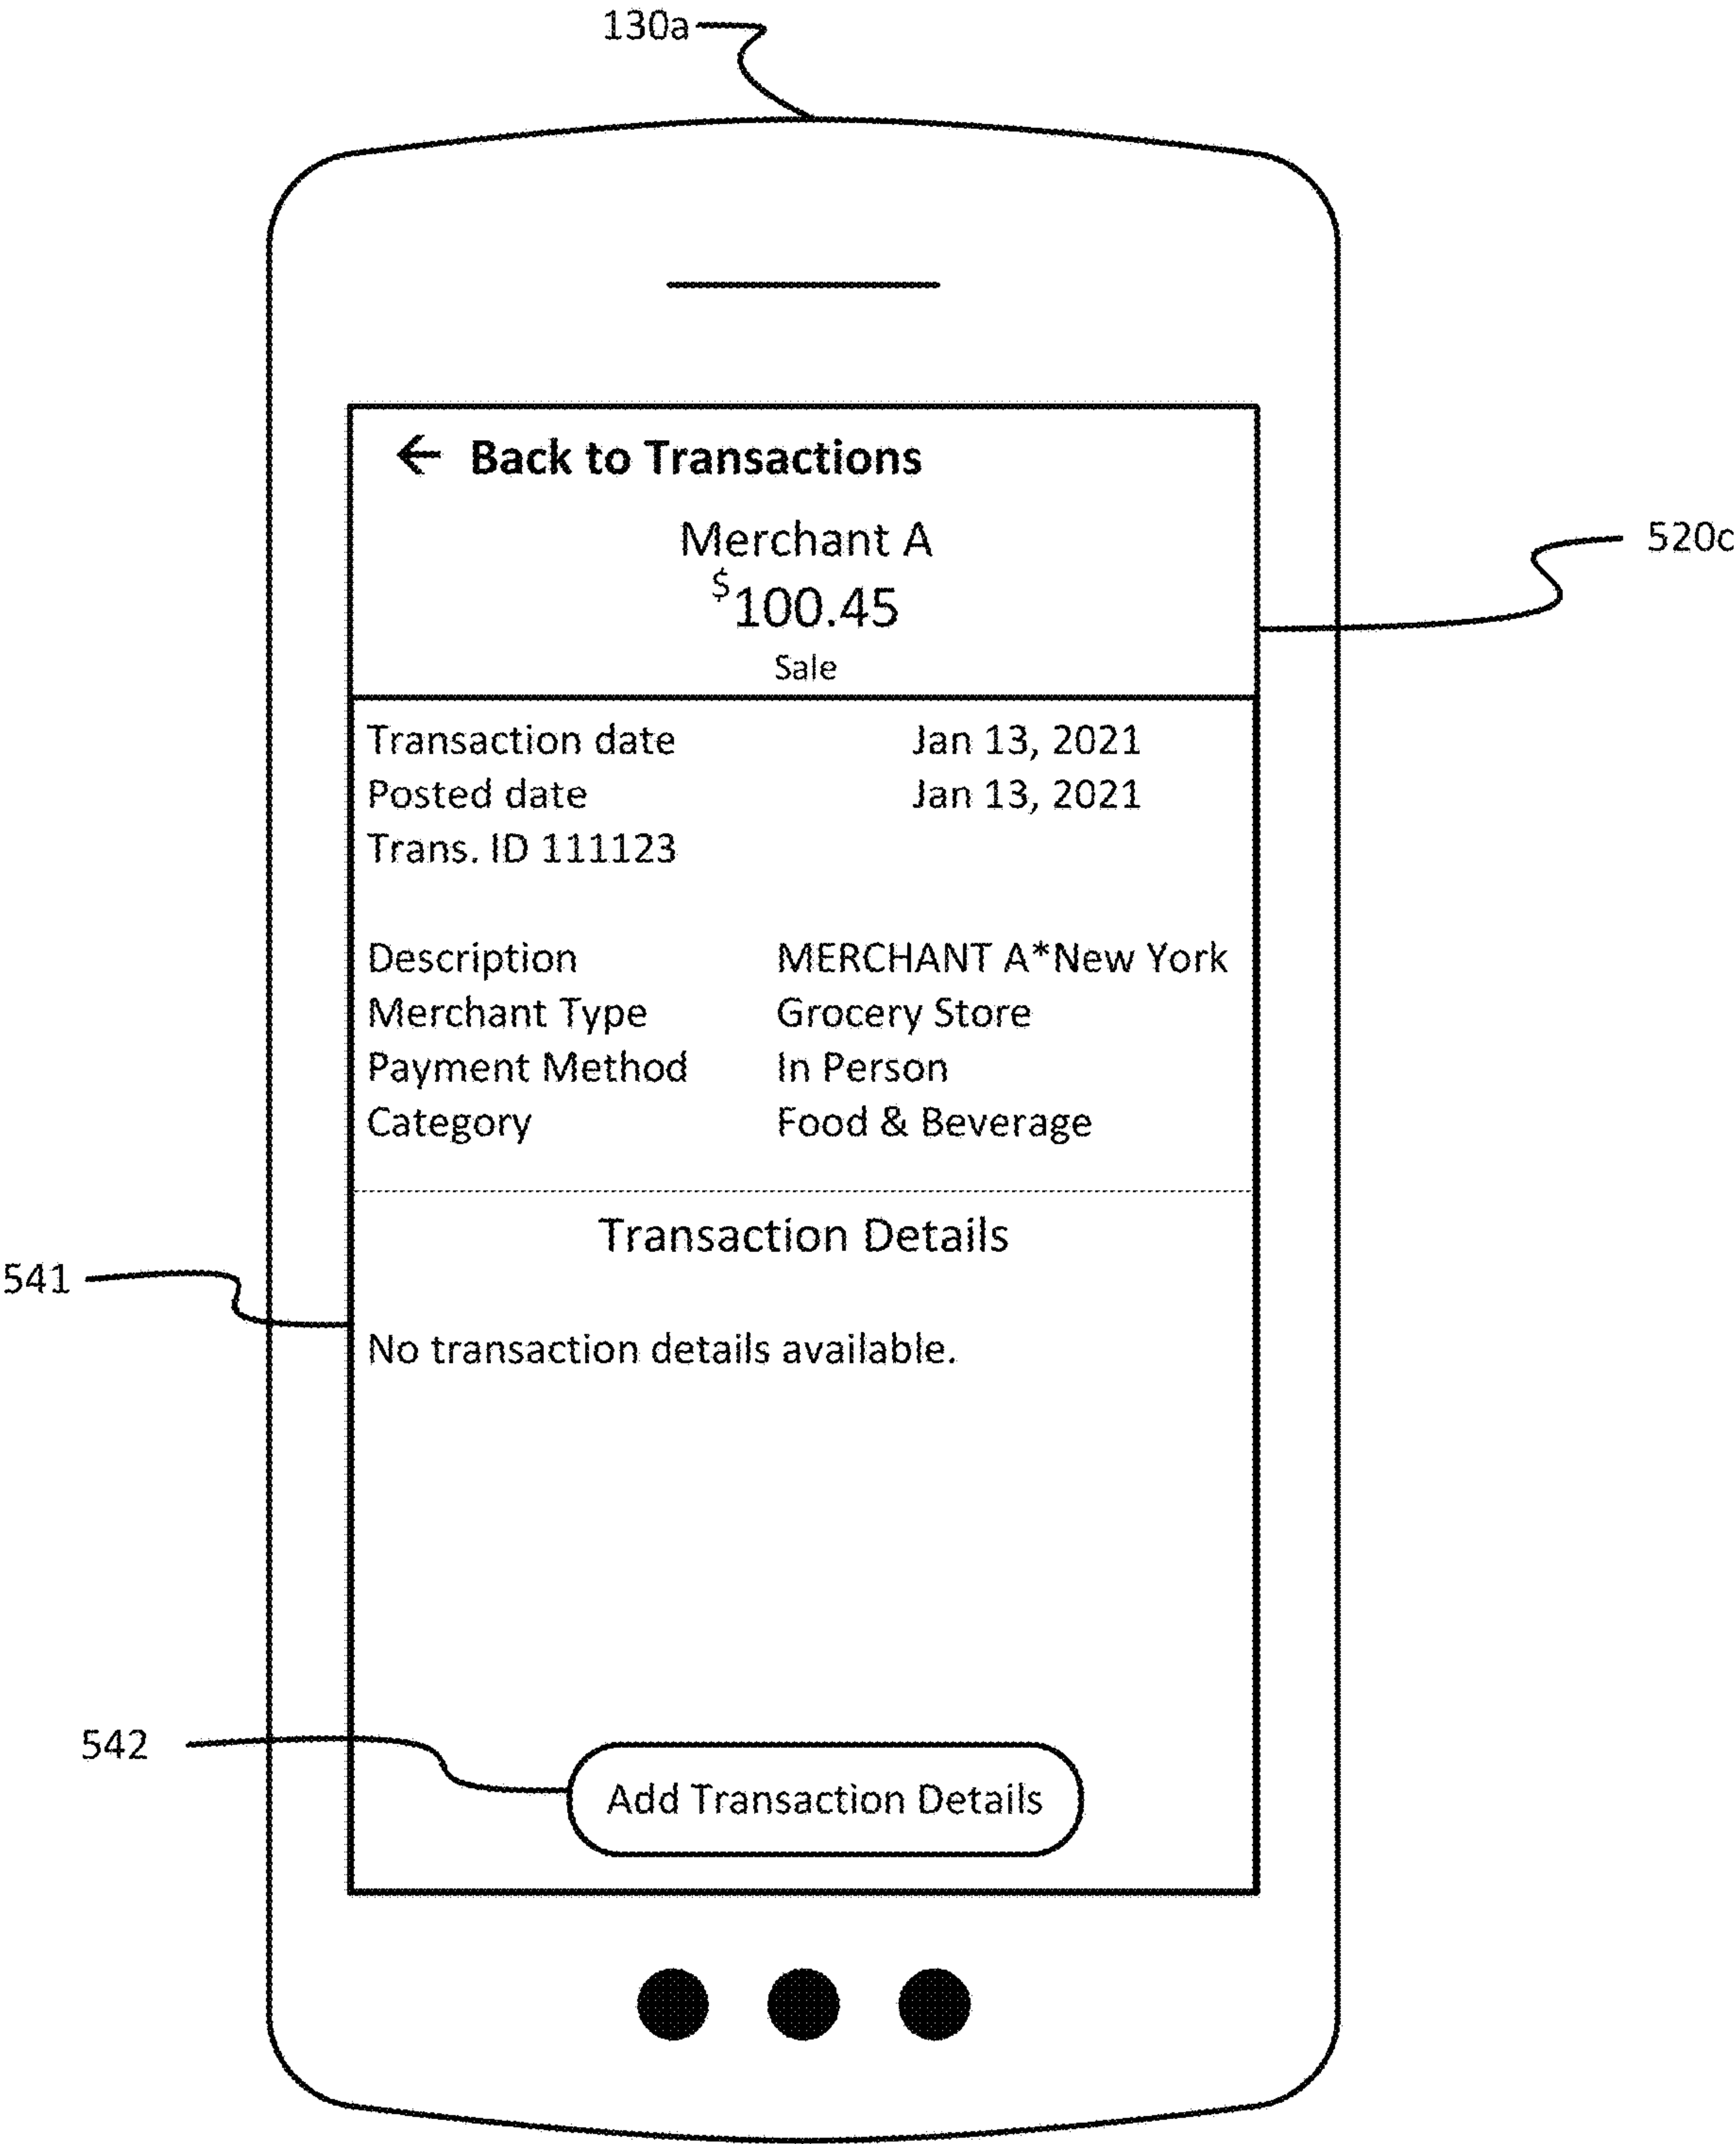 130a
← Back to Transactions
Merchant A
520c
$100.45
Sale
Transaction date Jan 13, 2021
Posted date Jan 13, 2021
Trans. ID 111123
Description MERCHANT A*New York
Merchant Type Grocery Store
Payment Method In Person
Category Food & Beverage
Transaction Details
541
No transaction details available.
542
Add Transaction Details